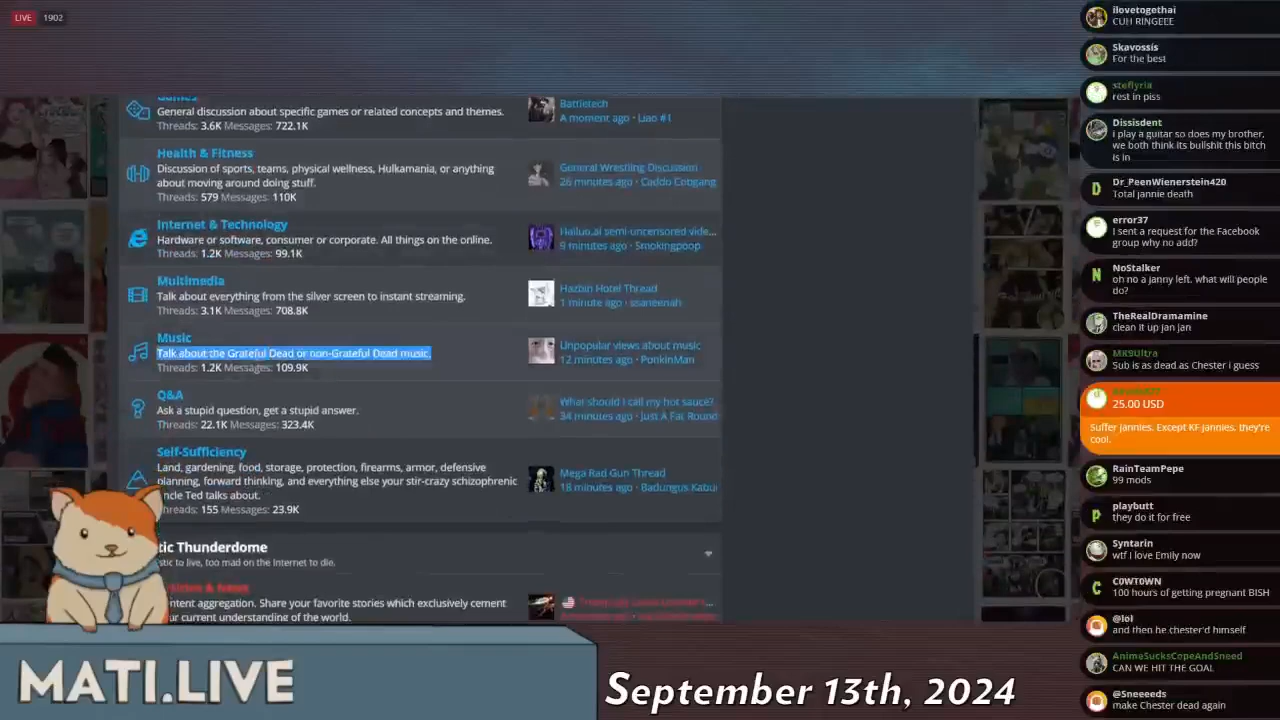 LIVE 1902
Games
General discussion about specific games or related concepts and themes.
Threads: 3.6K Messages: 722.1K
Battletech
A moment ago · Liao #1
Health & Fitness
Discussion of sports, teams, physical wellness, Hulkamania, or anything
about moving around doing stuff.
Threads: 579 Messages: 110K
General Wrestling Discussion
26 minutes ago · Caddo Congang
Internet & Technology
Hardware or software, consumer or corporate. All things on the online.
Threads: 1.2K Messages: 99.1K
Hailuo.ai semi-uncensored vide...
9 minutes ago · Smokingpoop
Multimedia
Talk about everything from the silver screen to instant streaming.
Threads: 3.1K Messages: 708.8K
Hazbin Hotel Thread
1 minute ago · ssaneenah
Music
Talk about the Grateful Dead or non-Grateful Dead music.
Threads: 1.2K Messages: 109.9K
Unpopular views about music
12 minutes ago · PonkinMan
Q&A
Ask a stupid question, get a stupid answer.
Threads: 22.1K Messages: 323.4K
What should I call my hot sauce?
34 minutes ago · Just A Fat Round
Self-Sufficiency
Land, gardening, food, storage, protection, firearms, armor, defensive
planning, forward thinking, and everything else your stir-crazy schizophrenic
ncle Ted talks about.
Threads: 155 Messages: 23.9K
Mega Rad Gun Thread
18 minutes ago · Badungus Kabu
tic Thunderdome
stic to live, too mad on the Internet to die.
& News
ntent aggregation. Share your favorite stories which exclusively cement
ur current understanding of the world.
MATI.LIVE
September 13th, 2024
ilovetogethai
CUH RINGEEE
Skavossis
For the best
steflyria
rest in piss
Dissisdent
i play a guitar so does my brother,
we both think its bullshit this bitch
is in
Dr_PeenWienerstein420
Total jannie death
error37
I sent a request for the Facebook
group why no add?
NoStalker
oh no a janny left. what will people
do?
TheRealDramamine
clean it up jan jan
MK9Ultra
Sub is as dead as Chester i guess
25.00 USD
Suffer jannies. Except KF jannies, they're
cool.
RainTeamPepe
99 mods
playbutt
they do it for free
Syntarin
wtf I love Emily now
C0WT0WN
100 hours of getting pregnant BISH
@lol
and then he chester'd himself
AnimeSucksCopeAndSneed
CAN WE HIT THE GOAL
@Sneeeeds
make Chester dead again